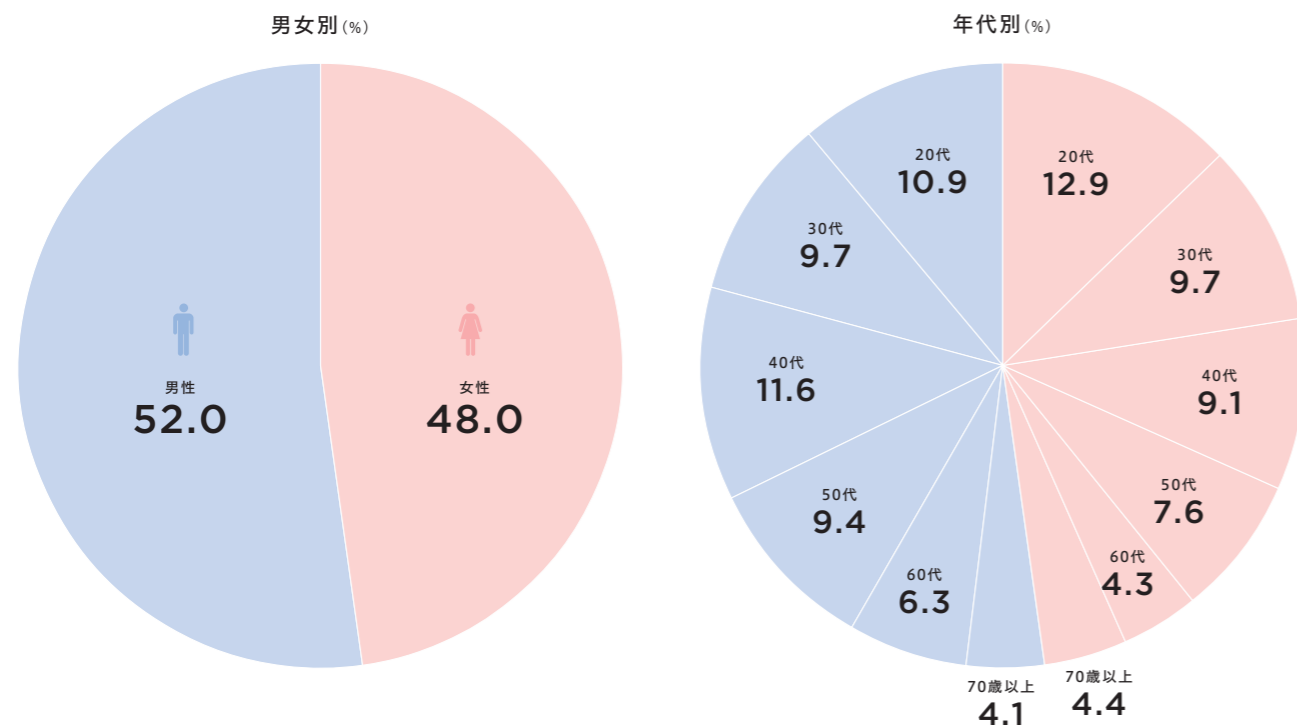 男女別(%)
男性
52.0
女性
48.0
年代別(%)
20代
12.9
30代
9.7
40代
9.1
50代
7.6
60代
4.3
70歳以上
4.4
70歳以上
4.1
60代
6.3
50代
9.4
40代
11.6
30代
9.7
20代
10.9